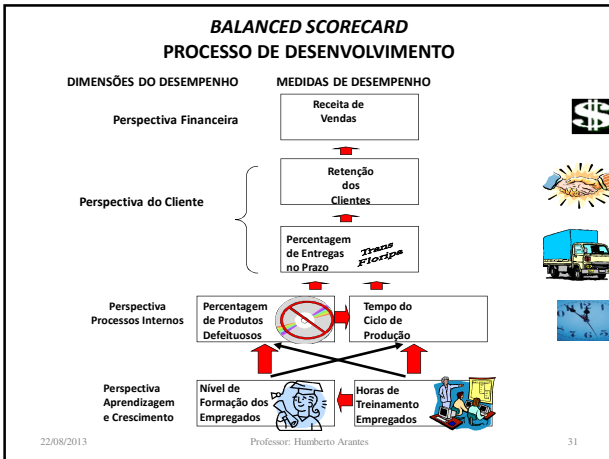 BALANCED SCORECARD
PROCESSO DE DESENVOLVIMENTO
DIMENSÕES DO DESEMPENHO
MEDIDAS DE DESEMPENHO
Perspectiva Financeira
Receita de
Vendas
$
Perspectiva do Cliente
Retenção
dos
Clientes
Percentagem
de Entregas
no Prazo
Trans
Floripa
Perspectiva
Processos Internos
Percentagem
de Produtos
Defeituosos
Tempo do
Ciclo de
Produção
Perspectiva
Aprendizagem
e Crescimento
Nível de
Formação dos
Empregados
Horas de
Treinamento
Empregados
22/08/2013
Professor: Humberto Arantes
31